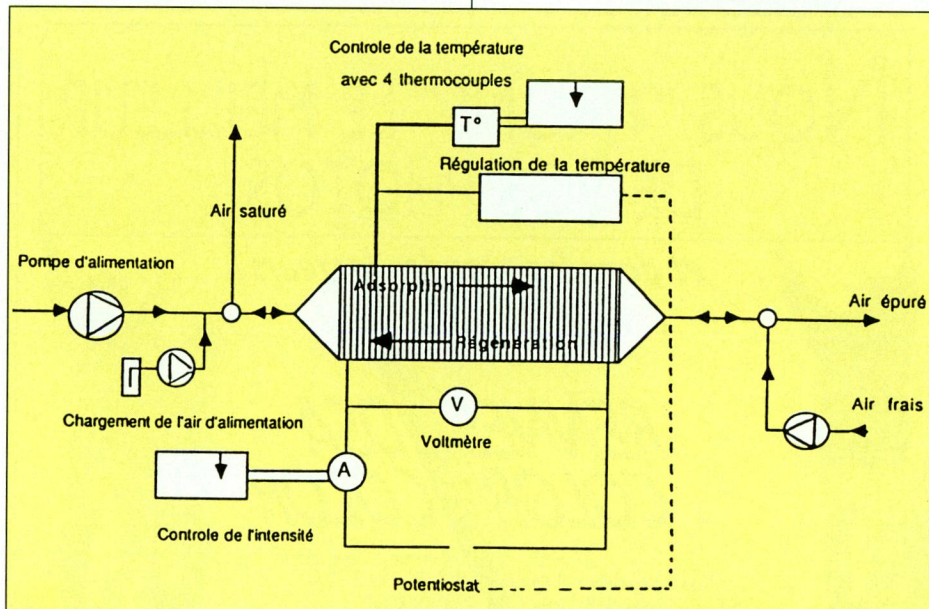 Controle de la température
avec 4 thermocouples
T°
Régulation de la température
Air saturé
Pompe d'alimentation
Adsorption
Air épuré
Régénération
Air frais
Chargement de l'air d'alimentation
V
Voltmètre
A
Controle de l'intensité
Potentiostat